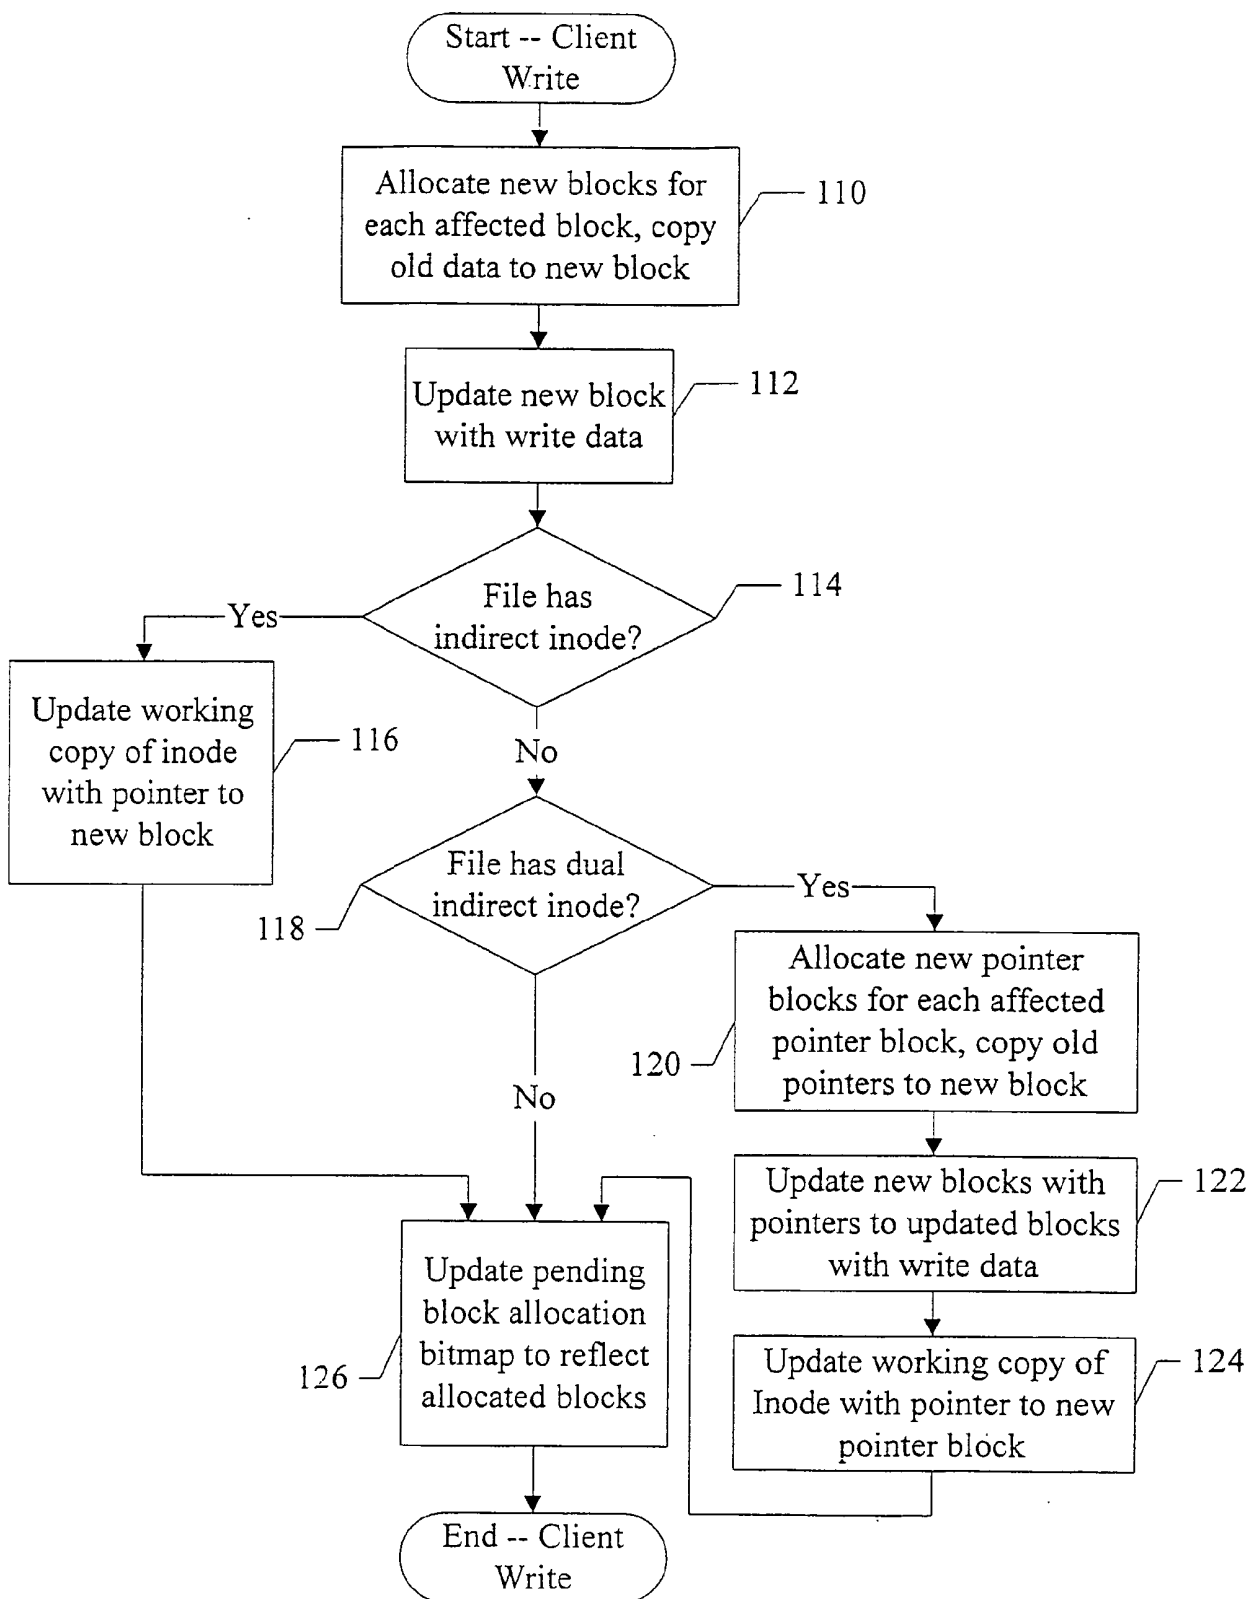 Start -- Client
Write
Allocate new blocks for
each affected block, copy
old data to new block
110
Update new block
with write data
112
File has
indirect inode?
114
Yes
No
Update working
copy of inode
with pointer to
new block
116
File has dual
indirect inode?
118
Yes
No
Allocate new pointer
blocks for each affected
pointer block, copy old
pointers to new block
120
Update new blocks with
pointers to updated blocks
with write data
122
Update working copy of
Inode with pointer to new
pointer block
124
Update pending
block allocation
bitmap to reflect
allocated blocks
126
End -- Client
Write